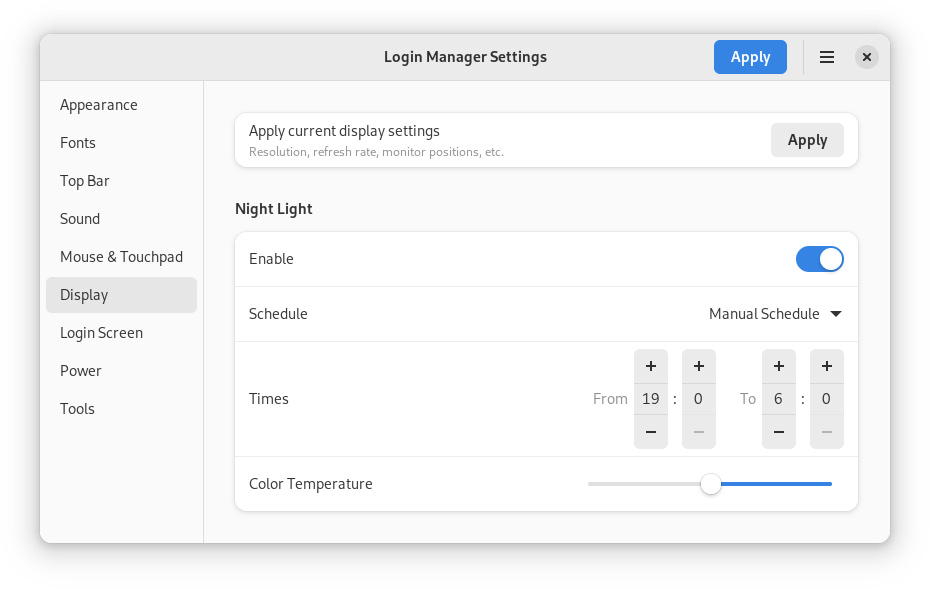 Login Manager Settings
Apply
Appearance
Fonts
Top Bar
Sound
Mouse & Touchpad
Display
Login Screen
Power
Tools
Apply current display settings
Resolution, refresh rate, monitor positions, etc.
Apply
Night Light
Enable
Schedule
Manual Schedule
Times
From 19 : 0 To 6 : 0
Color Temperature